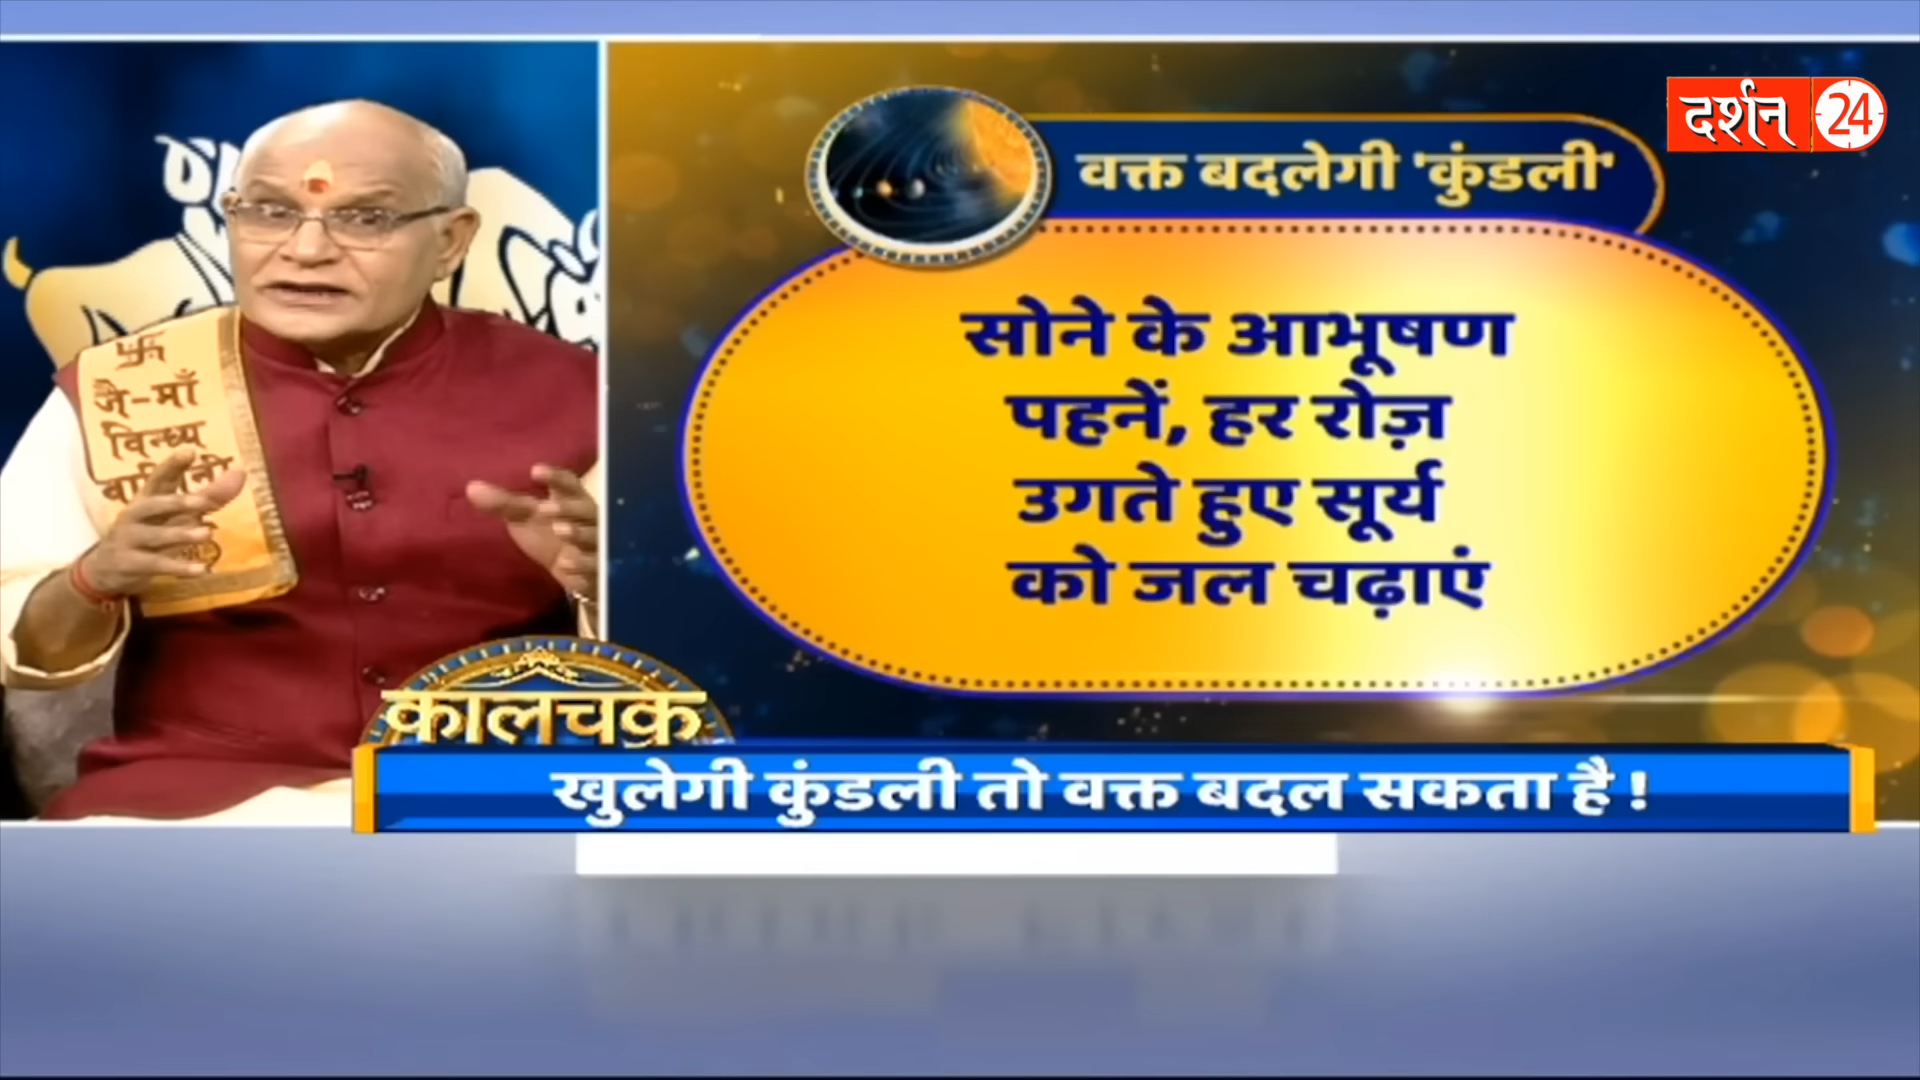 दर्शन 24
वक्त बदलेगी 'कुंडली'
सोने के आभूषण
पहनें, हर रोज़
उगते हुए सूर्य
को जल चढ़ाएं
जै-माँ
विन्ध्य
कालचक्र
खुलेगी कुंडली तो वक्त बदल सकता है !